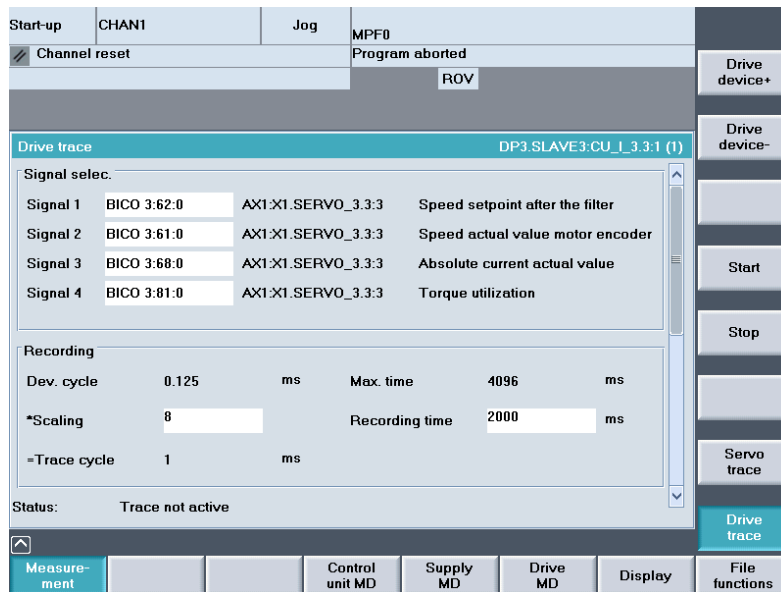 Start-up CHAN1 Jog MPF0
Channel reset Program aborted
ROV
Drive trace DP3.SLAVE3:CU_I_3.3:1 (1)
Signal selec.
Signal 1 BICO 3:62:0 AX1:X1.SERVO_3.3:3 Speed setpoint after the filter
Signal 2 BICO 3:61:0 AX1:X1.SERVO_3.3:3 Speed actual value motor encoder
Signal 3 BICO 3:68:0 AX1:X1.SERVO_3.3:3 Absolute current actual value
Signal 4 BICO 3:81:0 AX1:X1.SERVO_3.3:3 Torque utilization
Recording
Dev. cycle 0.125 ms Max. time 4096 ms
*Scaling 8 Recording time 2000 ms
=Trace cycle 1 ms
Status: Trace not active
Drive
device+
Drive
device-
Start
Stop
Servo
trace
Drive
trace
Measure-
ment
Control
unit MD
Supply
MD
Drive
MD
Display
File
functions